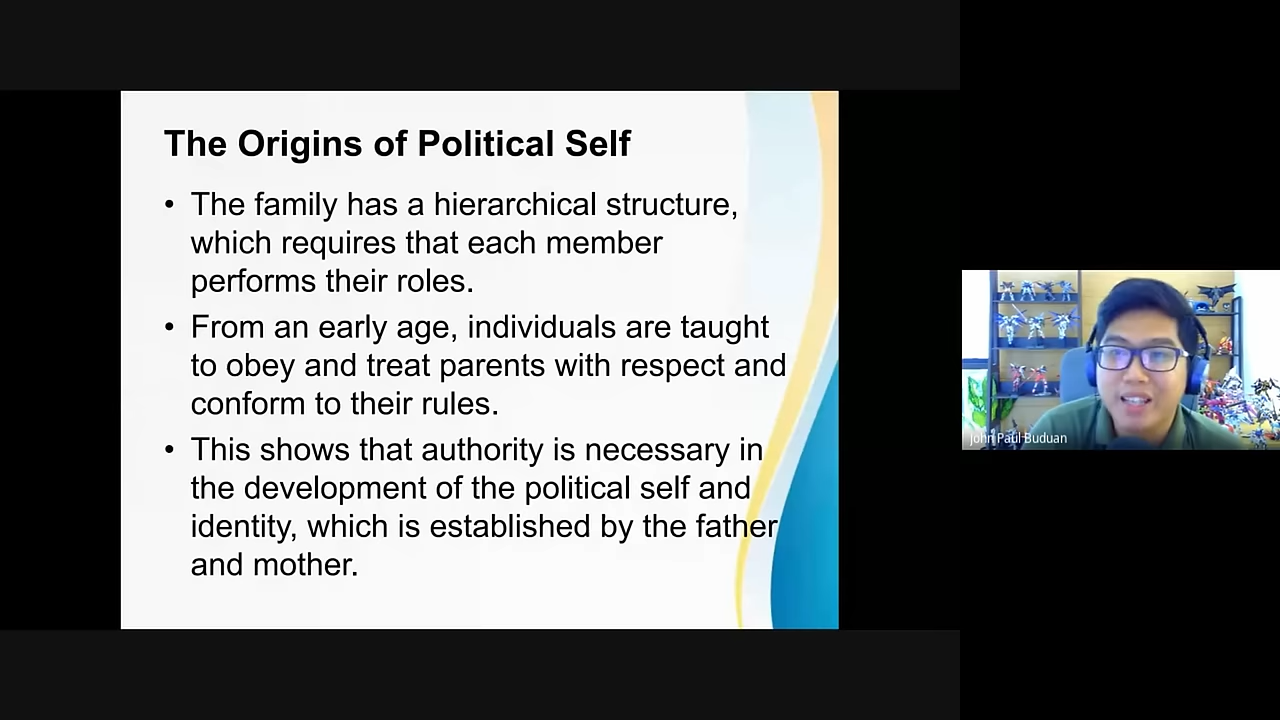 The Origins of Political Self
• The family has a hierarchical structure,
which requires that each member
performs their roles.
• From an early age, individuals are taught
to obey and treat parents with respect and
conform to their rules.
• This shows that authority is necessary in
the development of the political self and
identity, which is established by the father
and mother.
John Paul Buduan